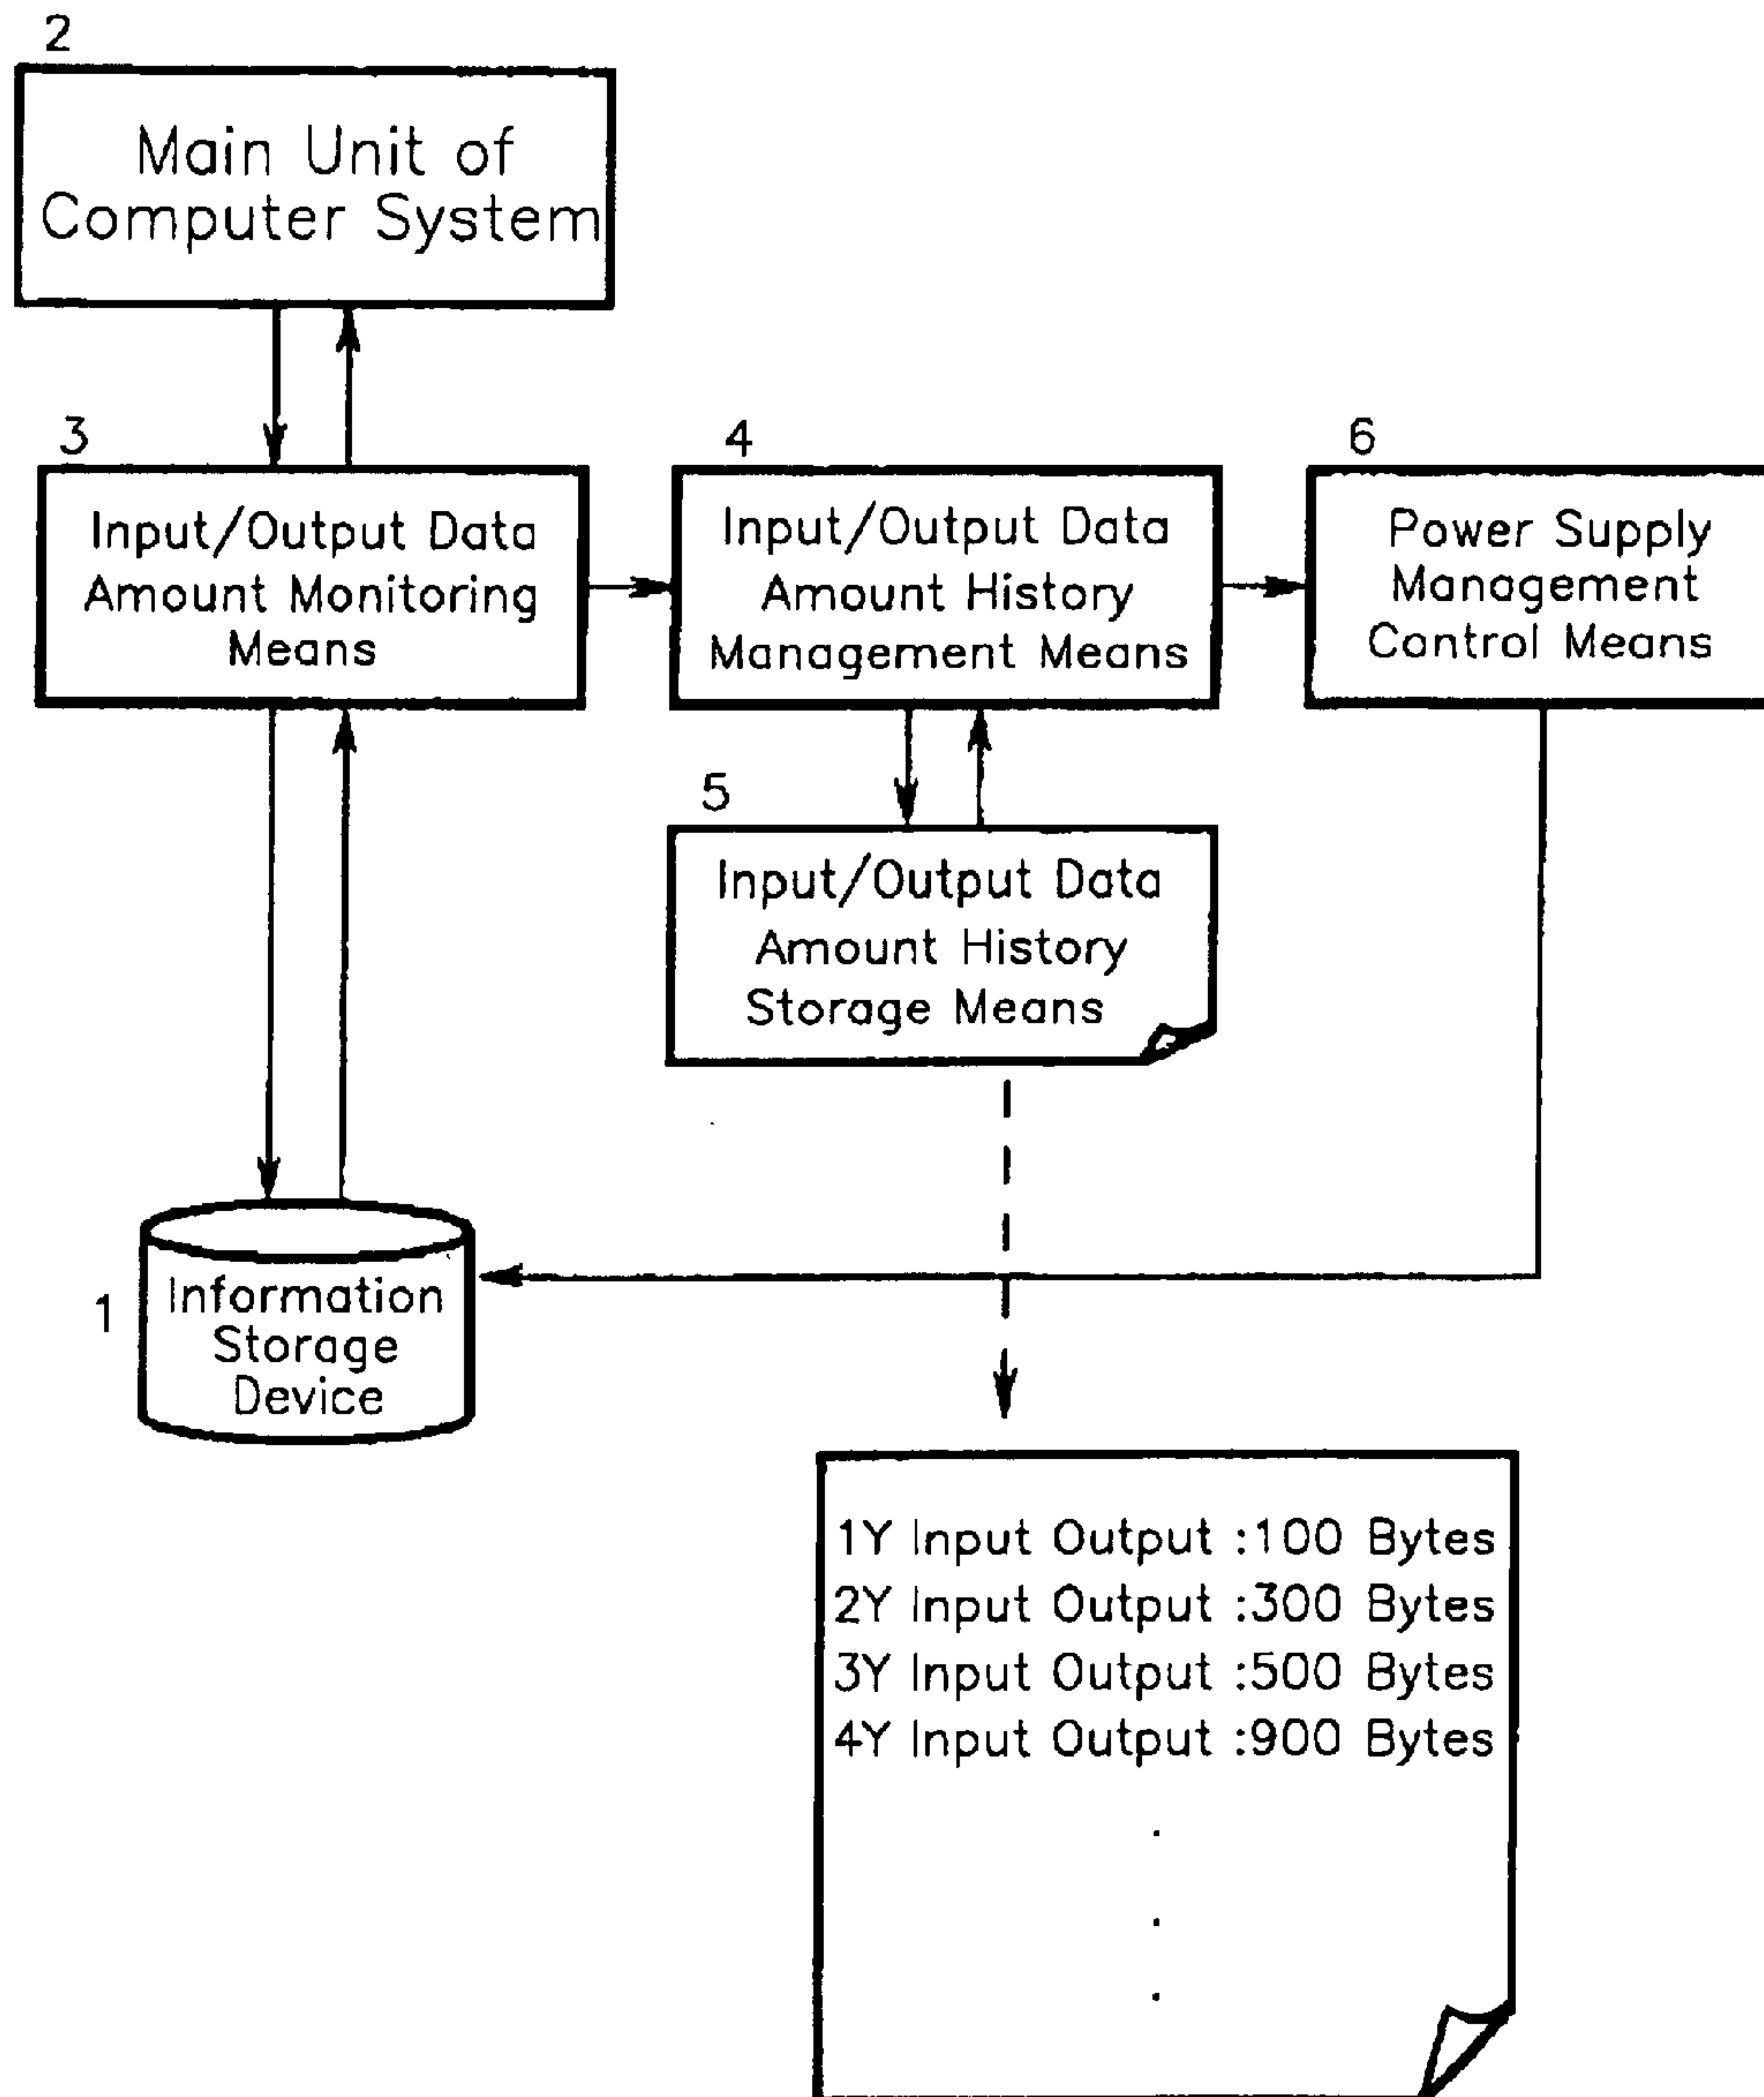 2
Main Unit of
Computer System
3
Input/Output Data
Amount Monitoring
Means
4
Input/Output Data
Amount History
Management Means
6
Power Supply
Management
Control Means
5
Input/Output Data
Amount History
Storage Means
1
Information
Storage
Device
1Y Input Output :100 Bytes
2Y Input Output :300 Bytes
3Y Input Output :500 Bytes
4Y Input Output :900 Bytes
.
.
.